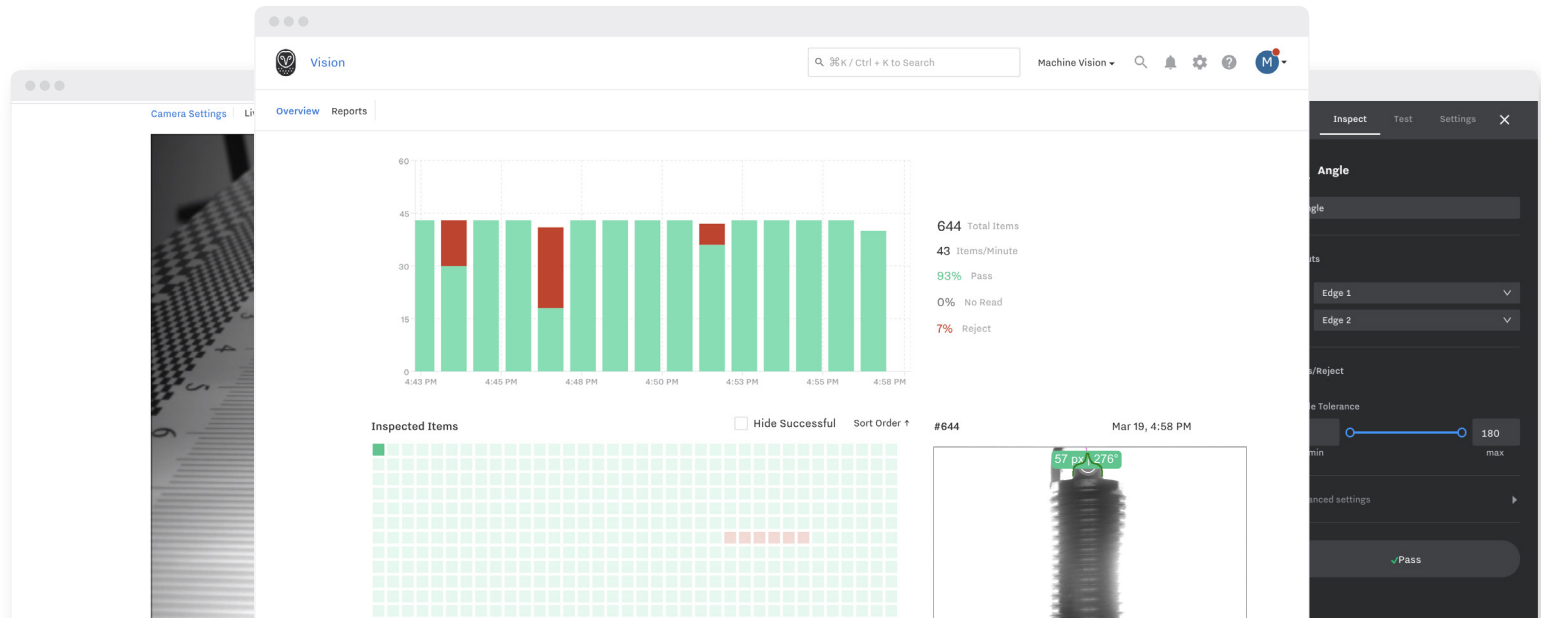 Vision
⌘K / Ctrl + K to Search
Machine Vision
M
Camera Settings
Overview Reports
Inspect Test Settings
60
45
30
15
0
4:43 PM 4:45 PM 4:48 PM 4:50 PM 4:53 PM 4:55 PM 4:58 PM
644 Total Items
43 Items/Minute
93% Pass
0% No Read
7% Reject
Inspected Items
Hide Successful Sort Order ↑
#644 Mar 19, 4:58 PM
57 px 276°
Angle
Edge 1
Edge 2
s/Reject
Tolerance
180
min max
anced settings
Pass